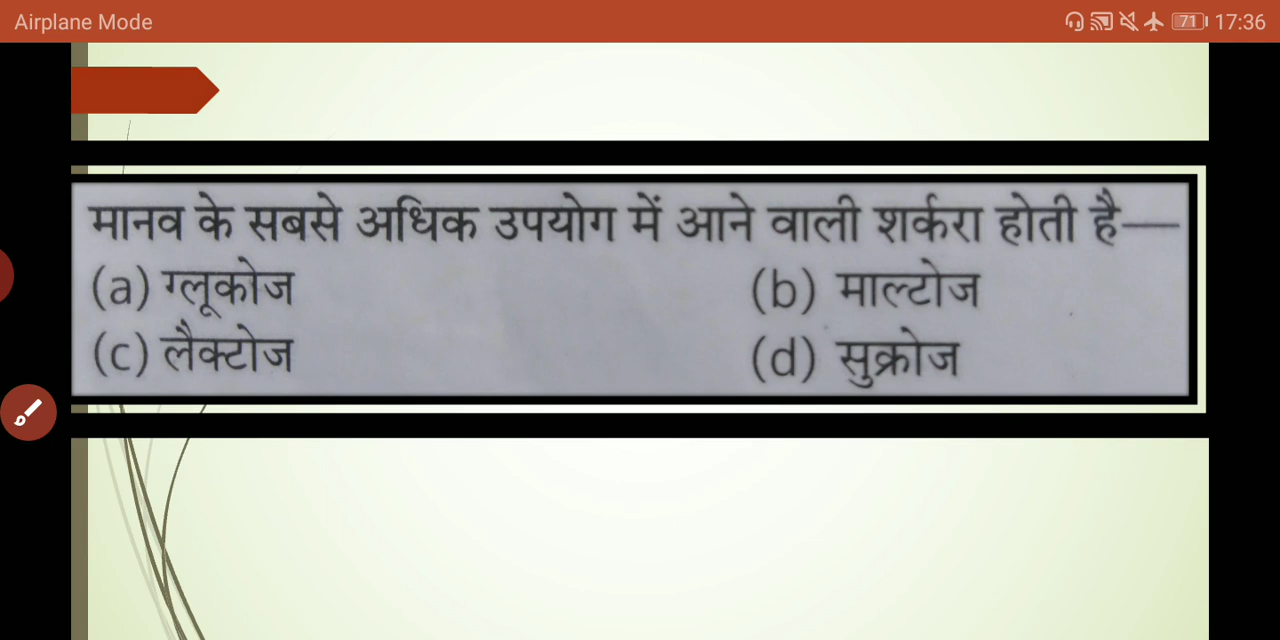 Airplane Mode 71 17:36
मानव के सबसे अधिक उपयोग में आने वाली शर्करा होती है—
(a) ग्लूकोज (b) माल्टोज
(c) लैक्टोज (d) सुक्रोज